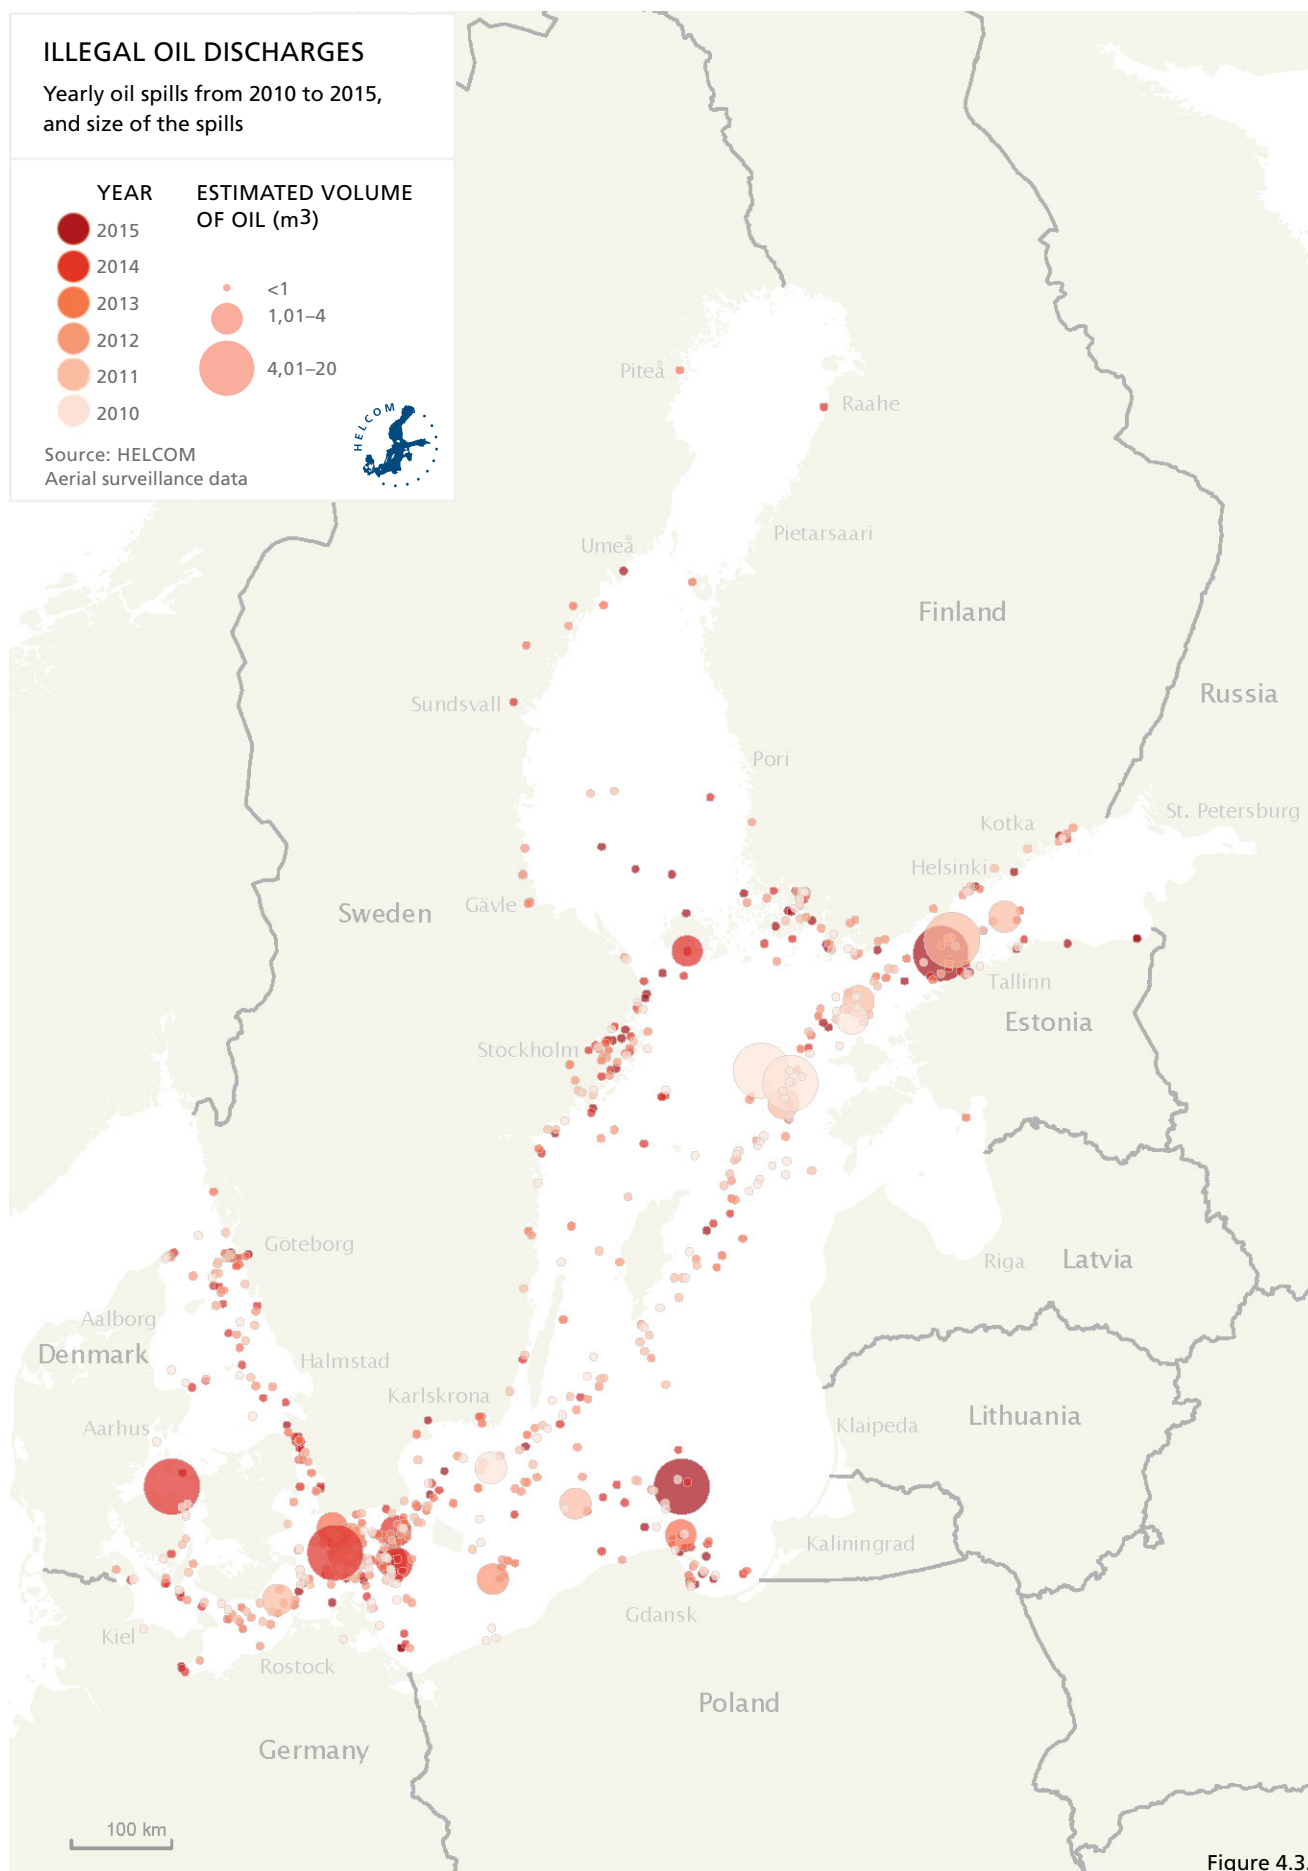 ILLEGAL OIL DISCHARGES
Yearly oil spills from 2010 to 2015,
and size of the spills
YEAR
2015
2014
2013
2012
2011
2010
ESTIMATED VOLUME
OF OIL (m3)
<1
1,01–4
4,01–20
Source: HELCOM
Aerial surveillance data
HELCOM
Piteå
Raahe
Pietarsaari
Umeå
Finland
Russia
Sundsvall
Pori
St. Petersburg
Kotka
Helsinki
Sweden
Gävle
Tallinn
Estonia
Stockholm
Göteborg
Riga
Latvia
Aalborg
Denmark
Halmstad
Karlskrona
Lithuania
Klaipeda
Aarhus
Kaliningrad
Gdansk
Kiel
Rostock
Poland
Germany
100 km
Figure 4.3.